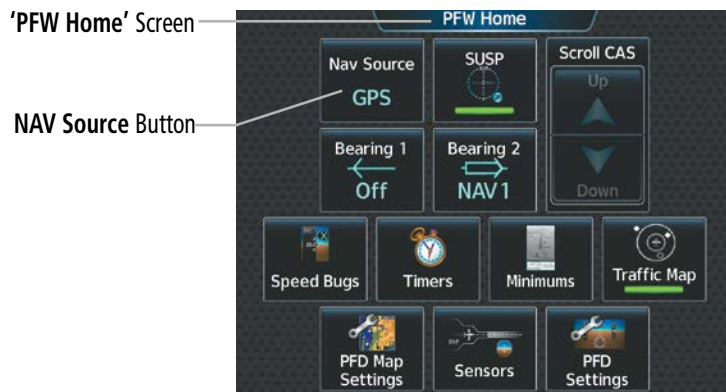 'PFW Home' Screen
PFW Home
Nav Source
GPS
SUSP
Scroll CAS
Up
Down
NAV Source Button
Bearing 1
Off
Bearing 2
NAV1
Speed Bugs
Timers
Minimums
Traffic Map
PFD Map
Settings
Sensors
PFD
Settings